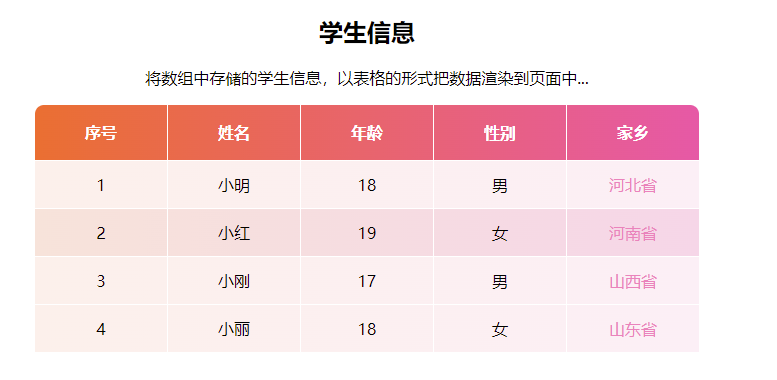 学生信息
将数组中存储的学生信息，以表格的形式把数据渲染到页面中...
序号 姓名 年龄 性别 家乡
1 小明 18 男 河北省
2 小红 19 女 河南省
3 小刚 17 男 山西省
4 小丽 18 女 山东省